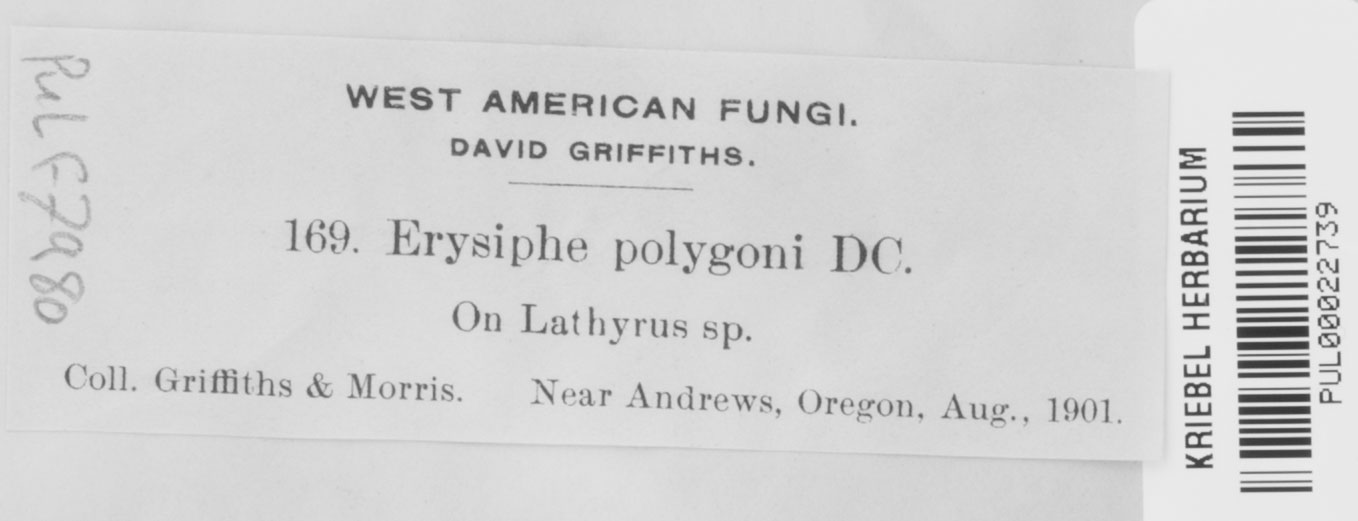 WEST AMERICAN FUNGI.
DAVID GRIFFITHS.
169. Erysiphe polygoni DC.
On Lathyrus sp.
Coll. Griffiths & Morris. Near Andrews, Oregon, Aug., 1901.
PUL F7980
KRIEBEL HERBARIUM
PUL00022739